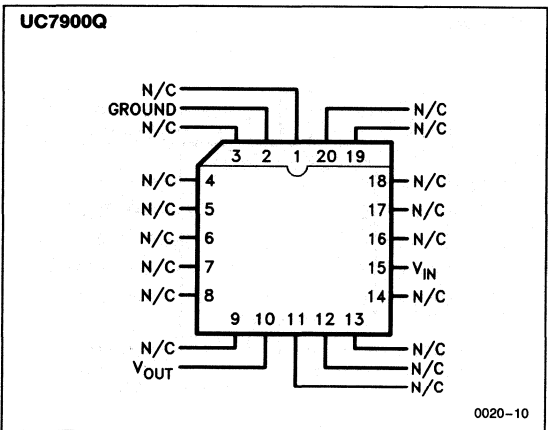 UC7900Q
N/C
GROUND
N/C
N/C
N/C
3 2 1 20 19
N/C 4 18 N/C
N/C 5 17 N/C
N/C 6 16 N/C
N/C 7 15 VIN
N/C 8 14 N/C
9 10 11 12 13
N/C
VOUT
N/C
N/C
N/C
0020-10